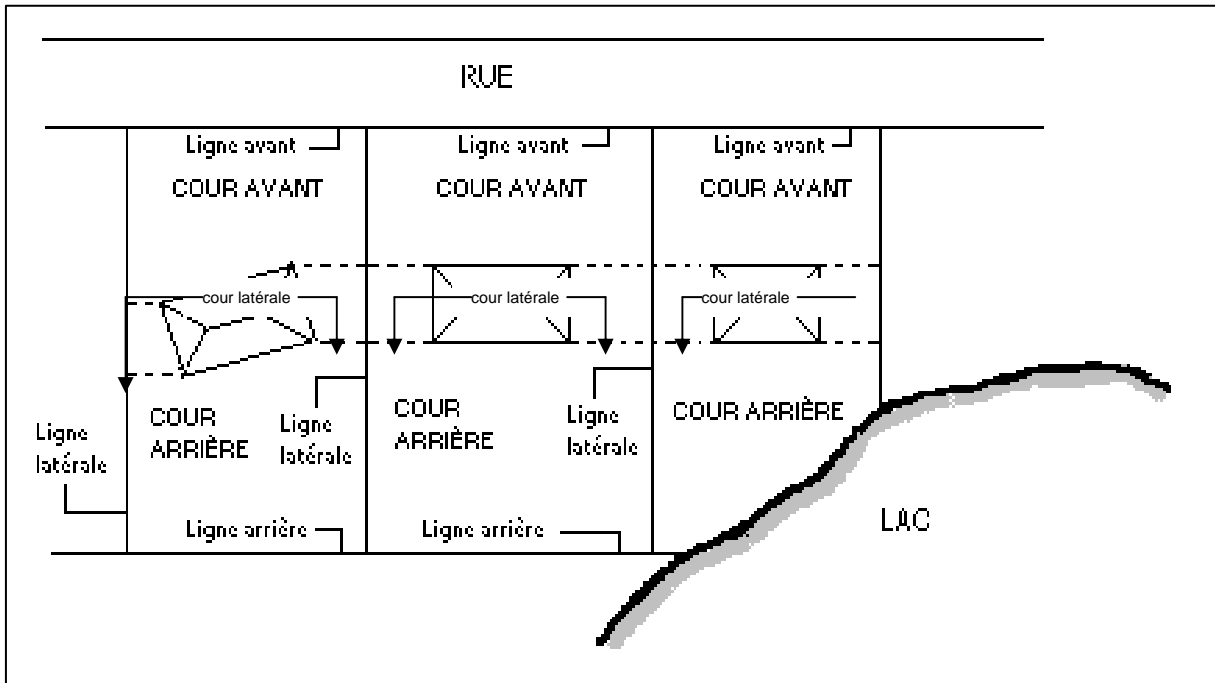 RUE
Ligne avant
Ligne avant
Ligne avant
COUR AVANT
COUR AVANT
COUR AVANT
cour latérale
cour latérale
cour latérale
COUR
ARRIÈRE
Ligne
latérale
COUR
ARRIÈRE
Ligne
latérale
COUR ARRIÈRE
Ligne
latérale
Ligne arrière
Ligne arrière
LAC